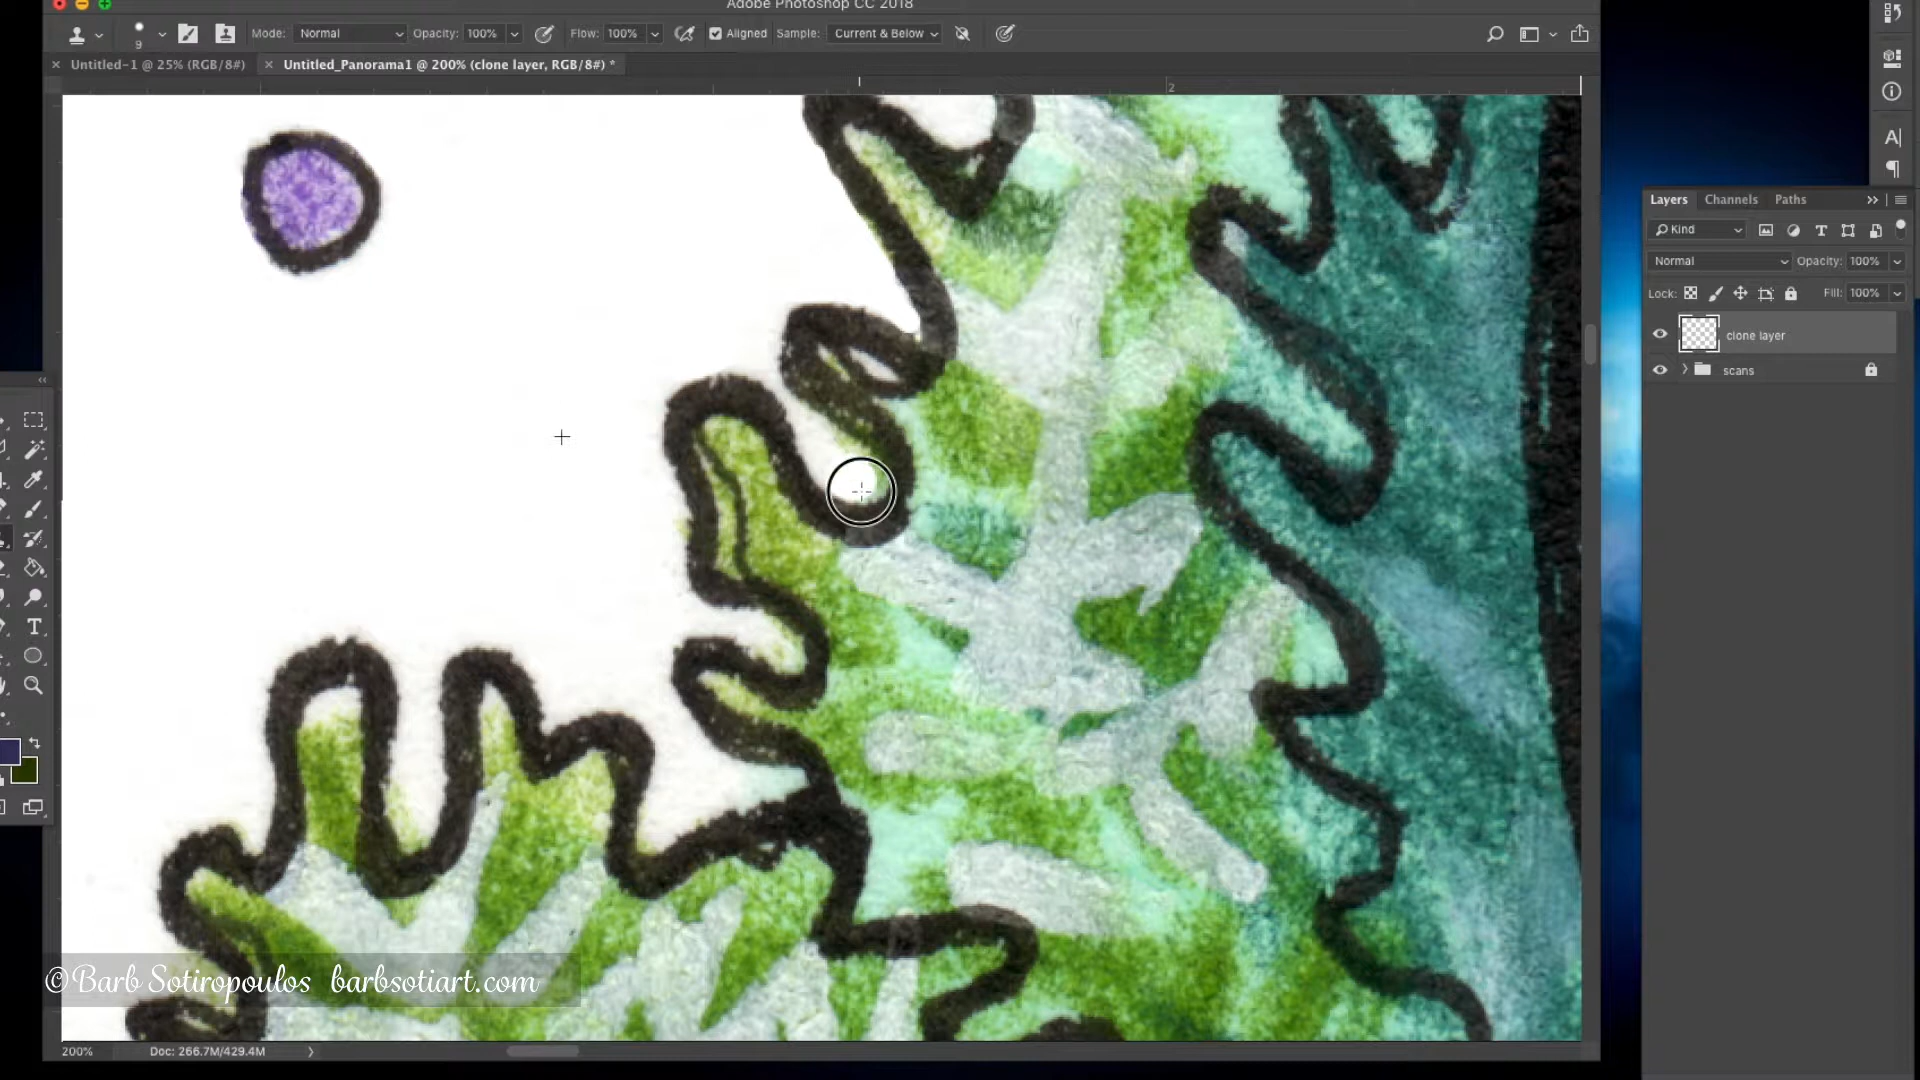 Adobe Photoshop CC 2018
9 Mode: Normal Opacity: 100% Flow: 100% Aligned Sample: Current & Below
× Untitled-1 @ 25% (RGB/8#) × Untitled_Panorama1 @ 200% (clone layer, RGB/8#) *
2
A|
Layers Channels Paths
Kind
Normal Opacity: 100%
Lock: Fill: 100%
clone layer
scans
T
©Barb Sotiropoulos barbsotiart.com
200% Doc: 266.7M/429.4M